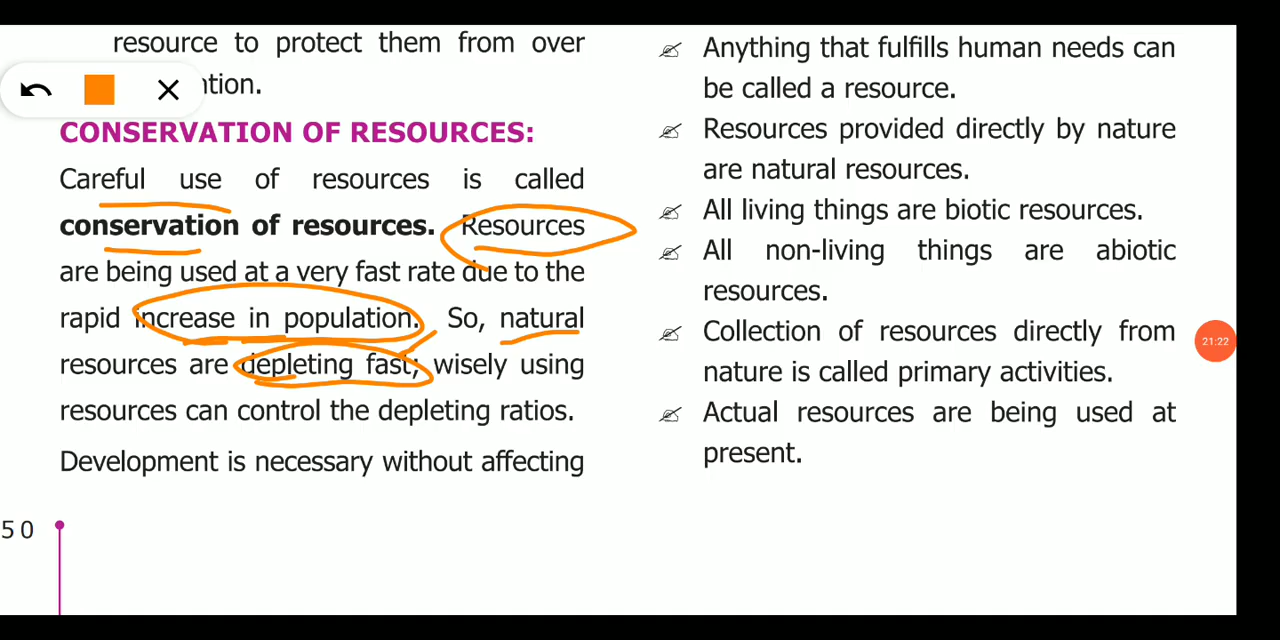 resource to protect them from over
ntion.
CONSERVATION OF RESOURCES:
Careful use of resources is called
conservation of resources. Resources
are being used at a very fast rate due to the
rapid increase in population. So, natural
resources are depleting fast; wisely using
resources can control the depleting ratios.
Development is necessary without affecting
50
Anything that fulfills human needs can
be called a resource.
Resources provided directly by nature
are natural resources.
All living things are biotic resources.
All non-living things are abiotic
resources.
Collection of resources directly from
nature is called primary activities.
Actual resources are being used at
present.
21:22